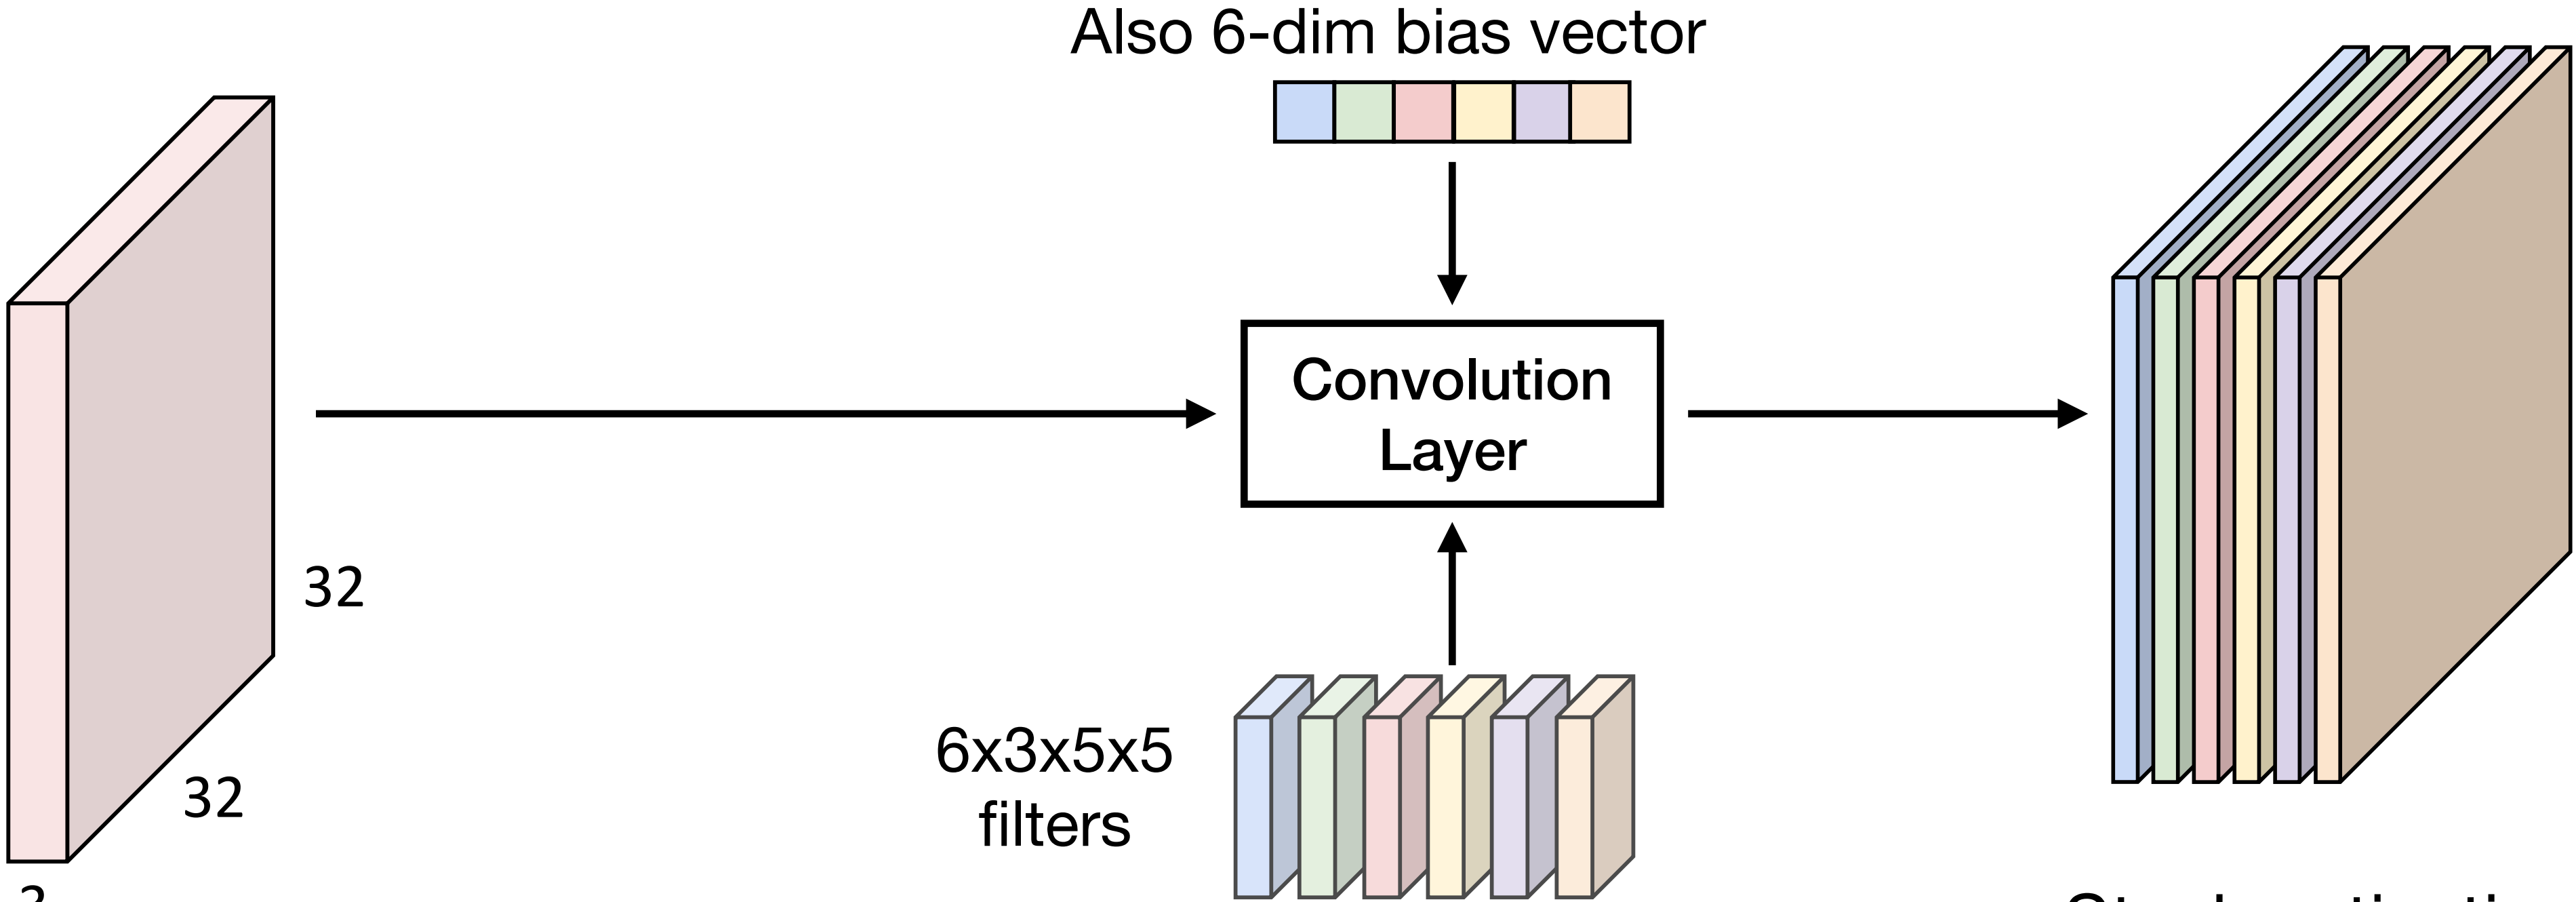 Also 6-dim bias vector
Convolution
Layer
32
32
6x3x5x5
filters